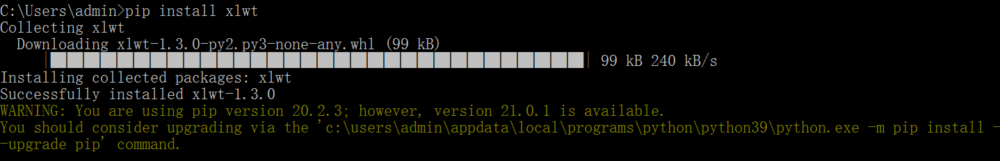 C:\Users\admin>pip install xlwt
Collecting xlwt
  Downloading xlwt-1.3.0-py2.py3-none-any.whl (99 kB)
99 kB 240 kB/s
Installing collected packages: xlwt
Successfully installed xlwt-1.3.0
WARNING: You are using pip version 20.2.3; however, version 21.0.1 is available.
You should consider upgrading via the 'c:\users\admin\appdata\local\programs\python\python39\python.exe -m pip install -
-upgrade pip' command.